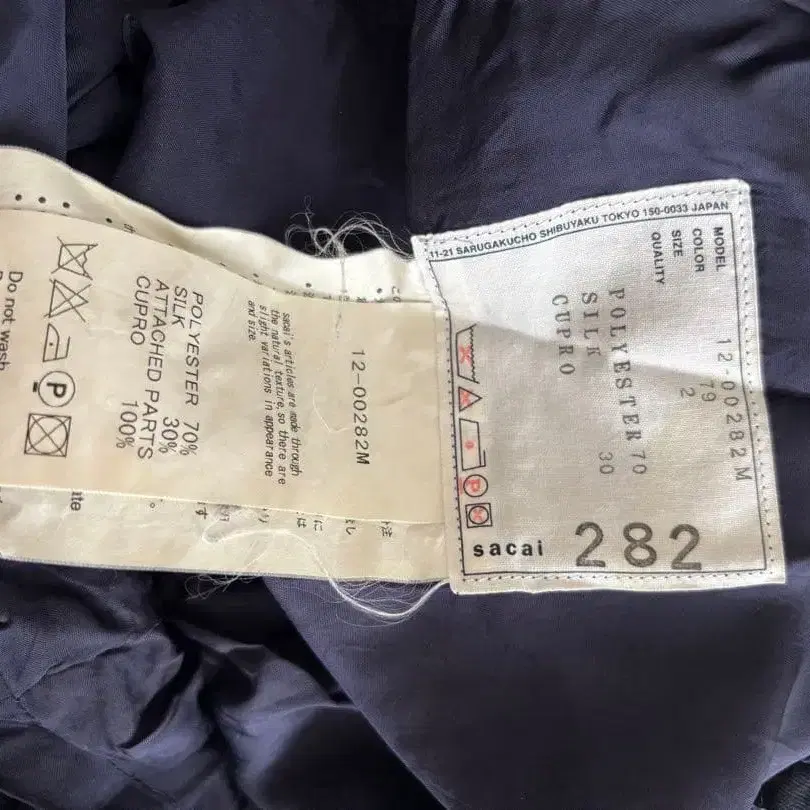 11-21 SARUGAKUCHO SHIBUYAKU TOKYO 150-0033 JAPAN
MODEL 12-00282M
COLOR 79
SIZE 2
QUALITY
POLYESTER 70
SILK 30
CUPRO
P
sacai 282
12-00282M
sacai's articles are made through
the natural texture, so there are
slight variations in appearance
and size.
POLYESTER 70%
SILK 30%
ATTACHED PARTS
CUPRO 100%
P
Do not wash